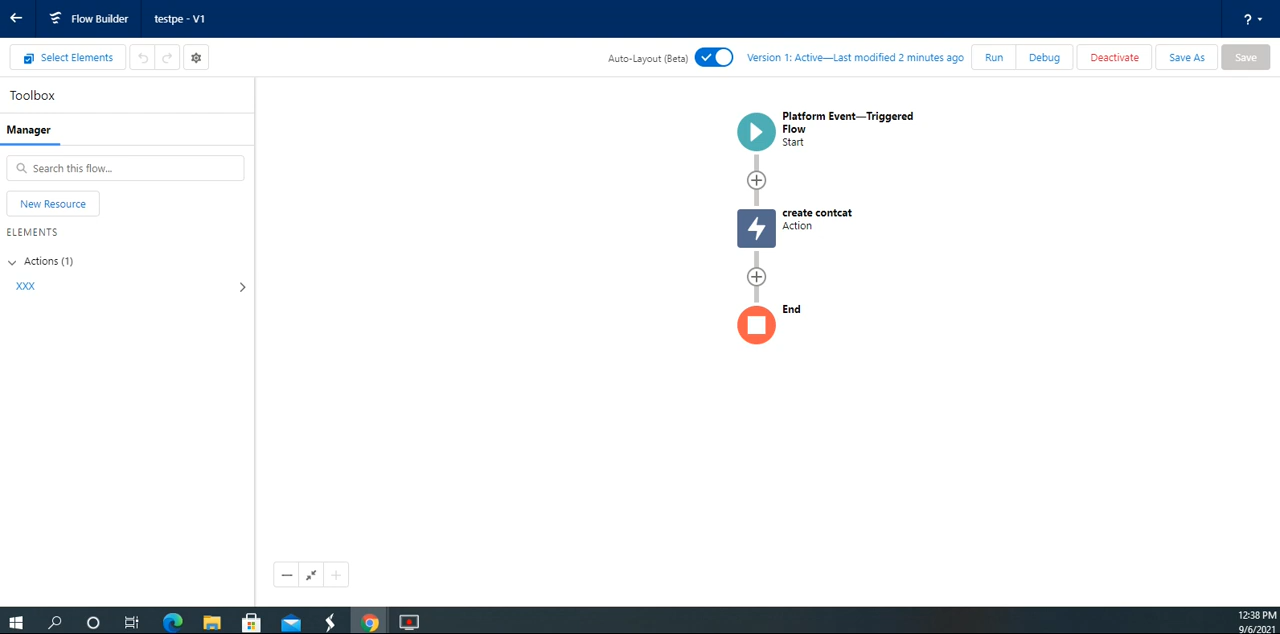 Flow Builder
testpe - V1
?
Select Elements
Auto-Layout (Beta)
Version 1: Active—Last modified 2 minutes ago
Run
Debug
Deactivate
Save As
Save
Toolbox
Manager
Search this flow...
New Resource
ELEMENTS
Actions (1)
XXX
Platform Event—Triggered
Flow
Start
create contcat
Action
End
12:38 PM
9/6/2021